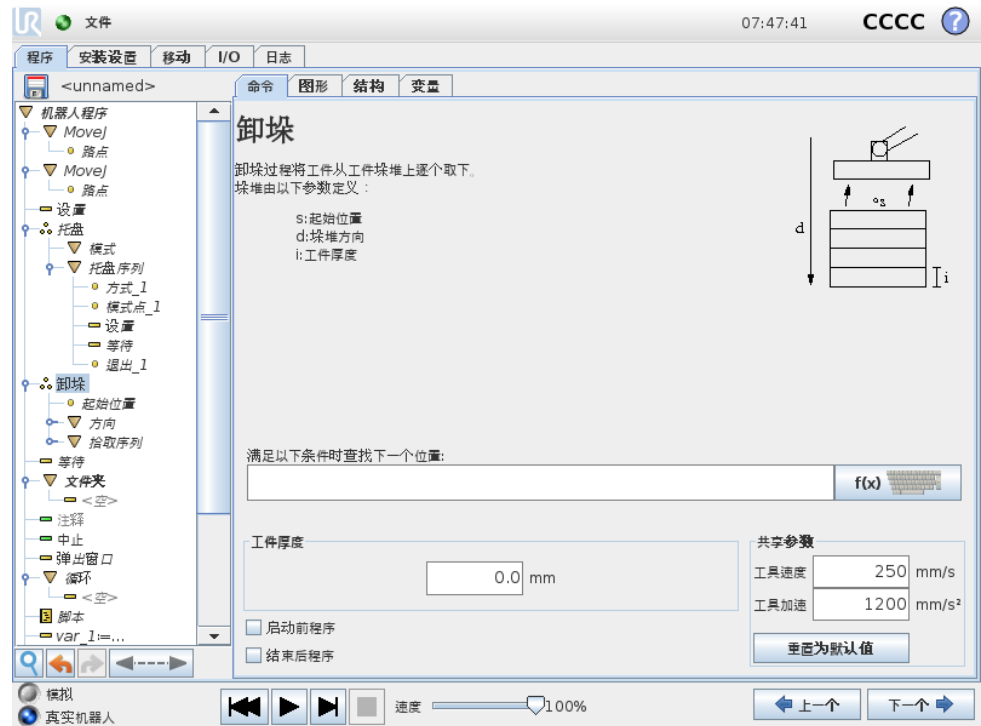 UR 文件 07:47:41 CCCC ?
程序 安装设置 移动 I/O 日志
<unnamed>
命令 图形 结构 变量
机器人程序
MoveJ
路点
MoveJ
路点
设置
托盘
模式
托盘序列
方式_1
模式点_1
设置
等待
退出_1
卸垛
起始位置
方向
拾取序列
等待
文件夹
<空>
注释
中止
弹出窗口
循环
<空>
脚本
var_1:=...
卸垛
卸垛过程将工件从工件垛堆上逐个取下。
垛堆由以下参数定义：
s:起始位置
d:垛堆方向
i:工件厚度
s
d
i
满足以下条件时查找下一个位置:
f(x)
工件厚度
0.0 mm
启动前程序
结束后程序
共享参数
工具速度 250 mm/s
工具加速 1200 mm/s²
重置为默认值
模拟
真实机器人
速度 100%
上一个 下一个